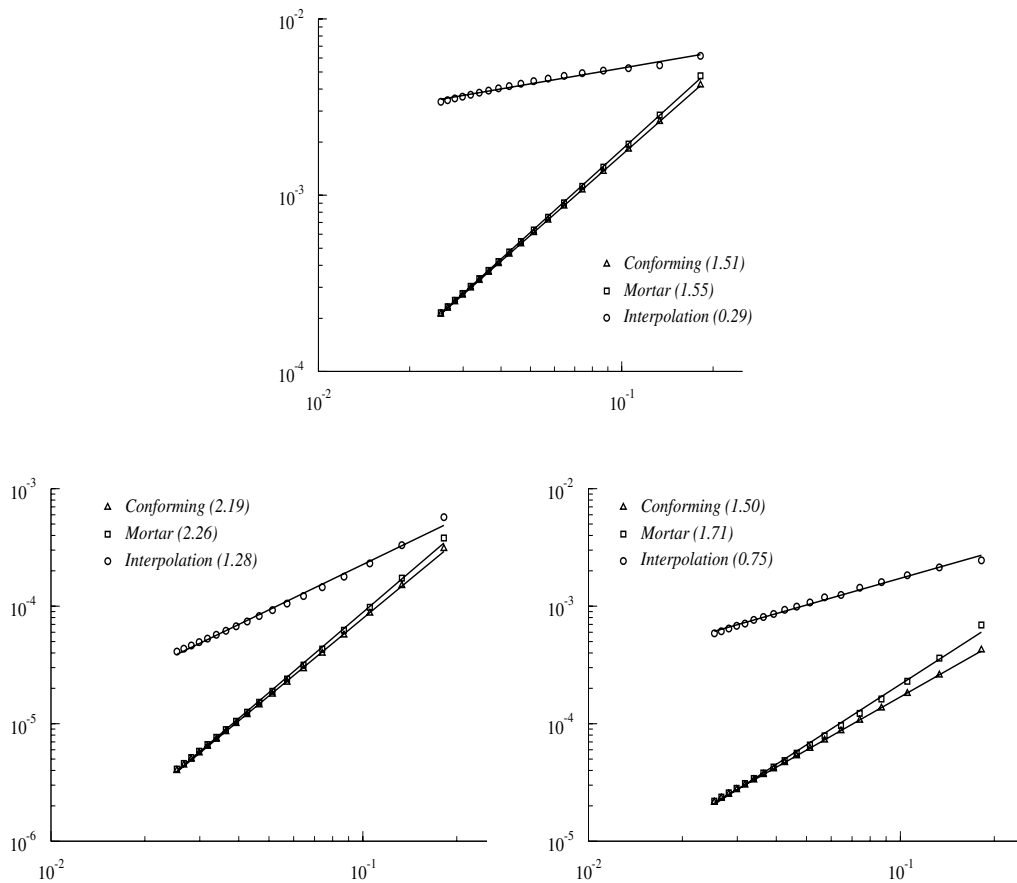 10^-2
10^-3
10^-4
10^-2
10^-1
Conforming (1.51)
Mortar (1.55)
Interpolation (0.29)
10^-3
10^-4
10^-5
10^-6
10^-2
10^-1
Conforming (2.19)
Mortar (2.26)
Interpolation (1.28)
10^-2
10^-3
10^-4
10^-5
10^-2
10^-1
Conforming (1.50)
Mortar (1.71)
Interpolation (0.75)